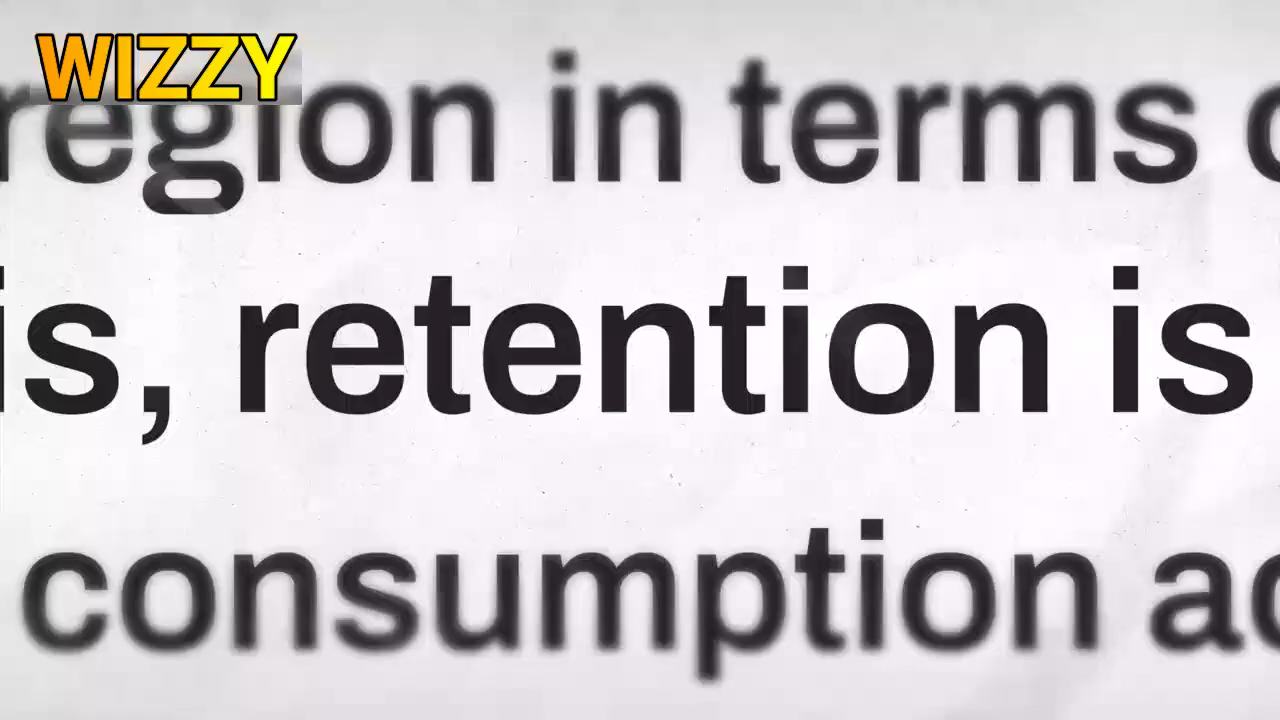 WIZZY
region in terms
is, retention is
consumption